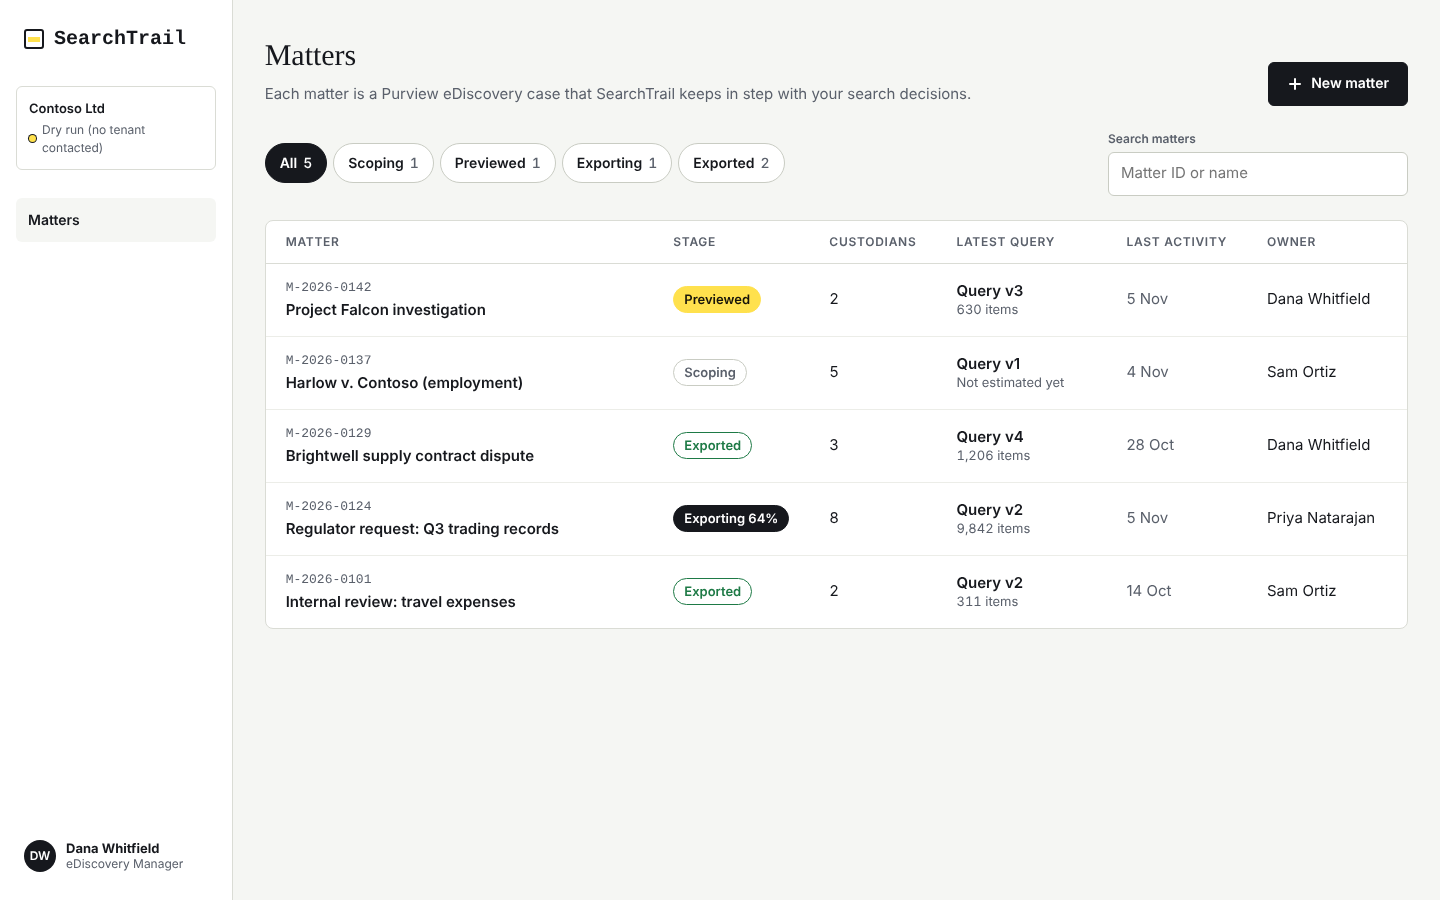 SearchTrail
Contoso Ltd
Dry run (no tenant
contacted)
Matters
Matters
Each matter is a Purview eDiscovery case that SearchTrail keeps in step with your search decisions.
+ New matter
All 5
Scoping 1
Previewed 1
Exporting 1
Exported 2
Search matters
Matter ID or name
MATTER STAGE CUSTODIANS LATEST QUERY LAST ACTIVITY OWNER
M-2026-0142
Project Falcon investigation
Previewed
2
Query v3
630 items
5 Nov
Dana Whitfield
M-2026-0137
Harlow v. Contoso (employment)
Scoping
5
Query v1
Not estimated yet
4 Nov
Sam Ortiz
M-2026-0129
Brightwell supply contract dispute
Exported
3
Query v4
1,206 items
28 Oct
Dana Whitfield
M-2026-0124
Regulator request: Q3 trading records
Exporting 64%
8
Query v2
9,842 items
5 Nov
Priya Natarajan
M-2026-0101
Internal review: travel expenses
Exported
2
Query v2
311 items
14 Oct
Sam Ortiz
DW
Dana Whitfield
eDiscovery Manager